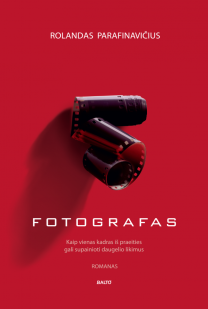 ROLANDAS PARAFINAVIČIUS
FOTOGRAFAS
Kaip vienas kadras iš praeities
gali supainioti daugelio likimus
ROMANAS
BALTO